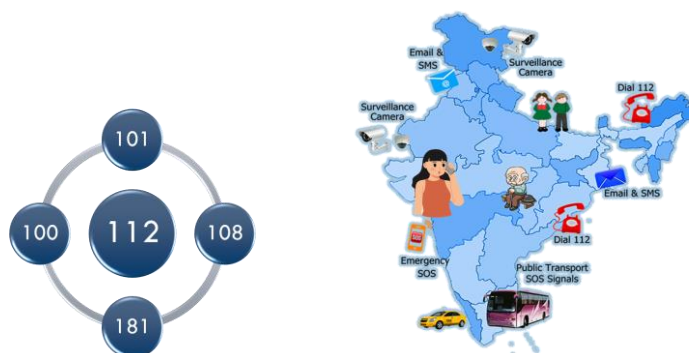 101
100
112
108
181
Email &
SMS
Surveillance
Camera
Dial 112
Surveillance
Camera
Email & SMS
Dial 112
Emergency
SOS
Public Transport
SOS Signals